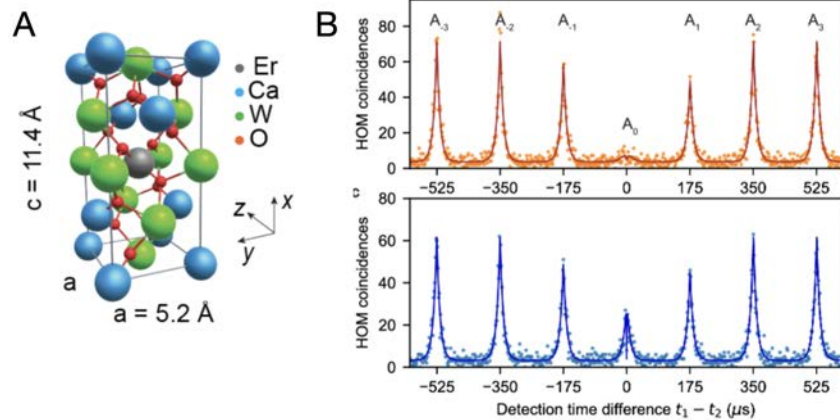 A
c = 11.4 Å
a
a = 5.2 Å
Er
Ca
W
O
x
z
y
B
HOM coincidences
80
60
40
20
0
A-3
A-2
A-1
A0
A1
A2
A3
−525
−350
−175
0
175
350
525
HOM coincidences
80
60
40
20
0
−525
−350
−175
0
175
350
525
Detection time difference t1 − t2 (μs)